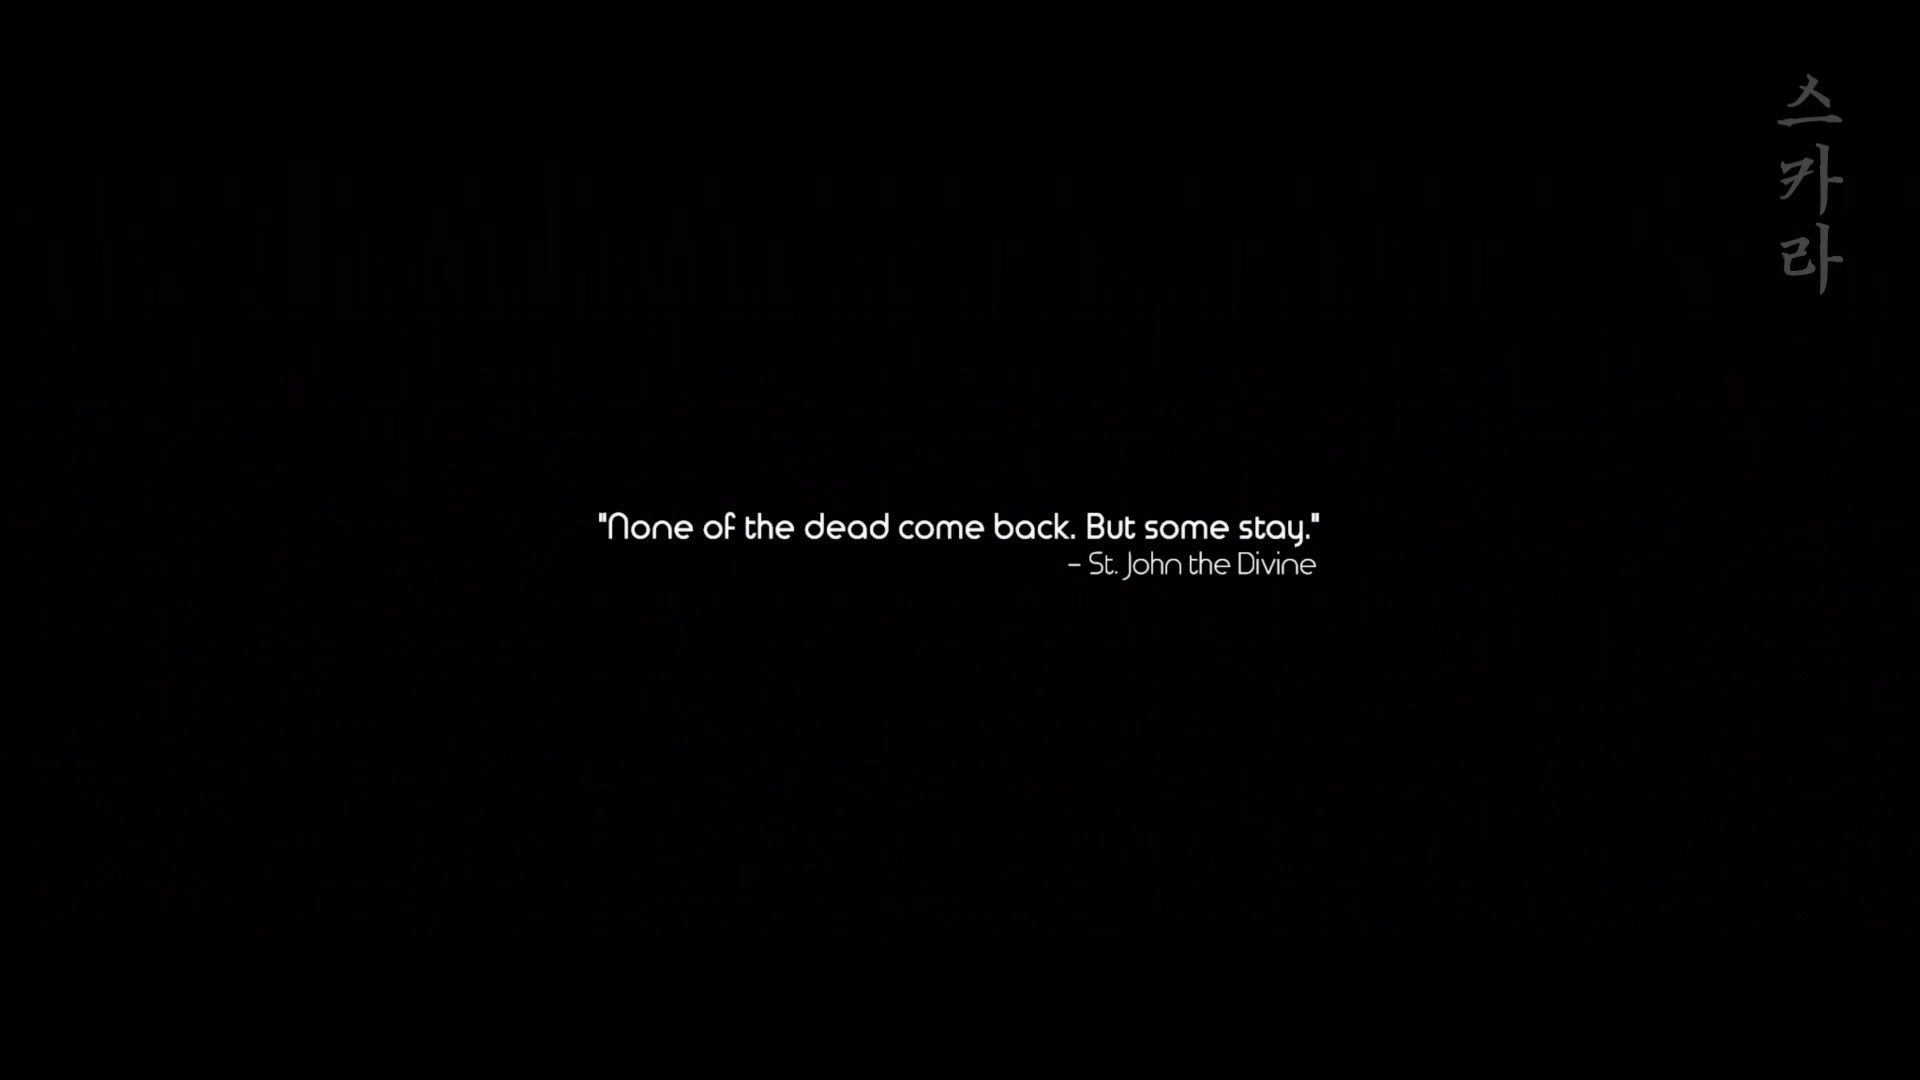 "None of the dead come back. But some stay."
– St. John the Divine
스카라